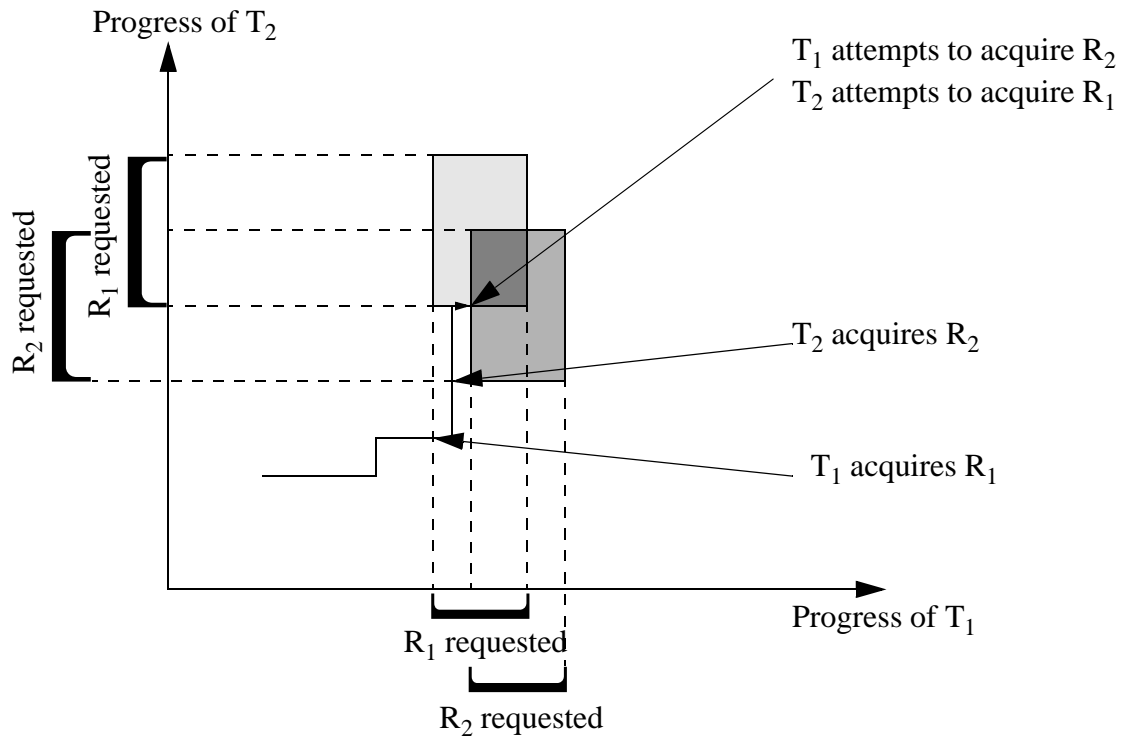 Progress of T2
T1 attempts to acquire R2
T2 attempts to acquire R1
R1 requested
R2 requested
T2 acquires R2
T1 acquires R1
Progress of T1
R1 requested
R2 requested